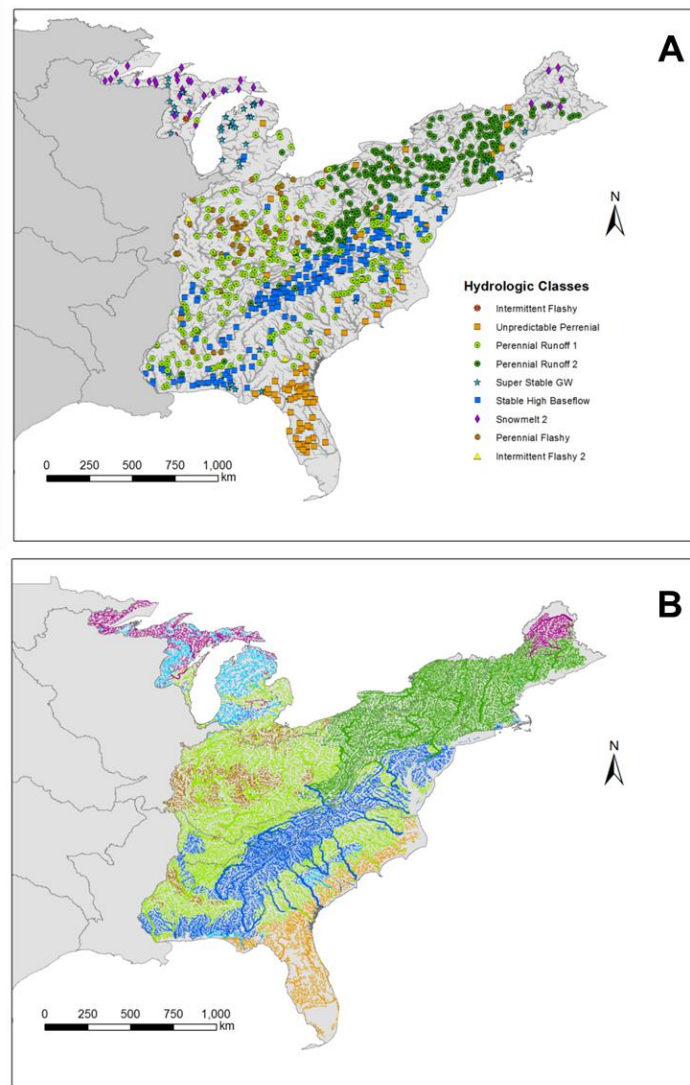 A
N
Hydrologic Classes
Intermittent Flashy
Unpredictable Perrenial
Perennial Runoff 1
Perennial Runoff 2
Super Stable GW
Stable High Baseflow
Snowmelt 2
Perennial Flashy
Intermittent Flashy 2
0 250 500 750 1,000
km
B
N
0 250 500 750 1,000
km